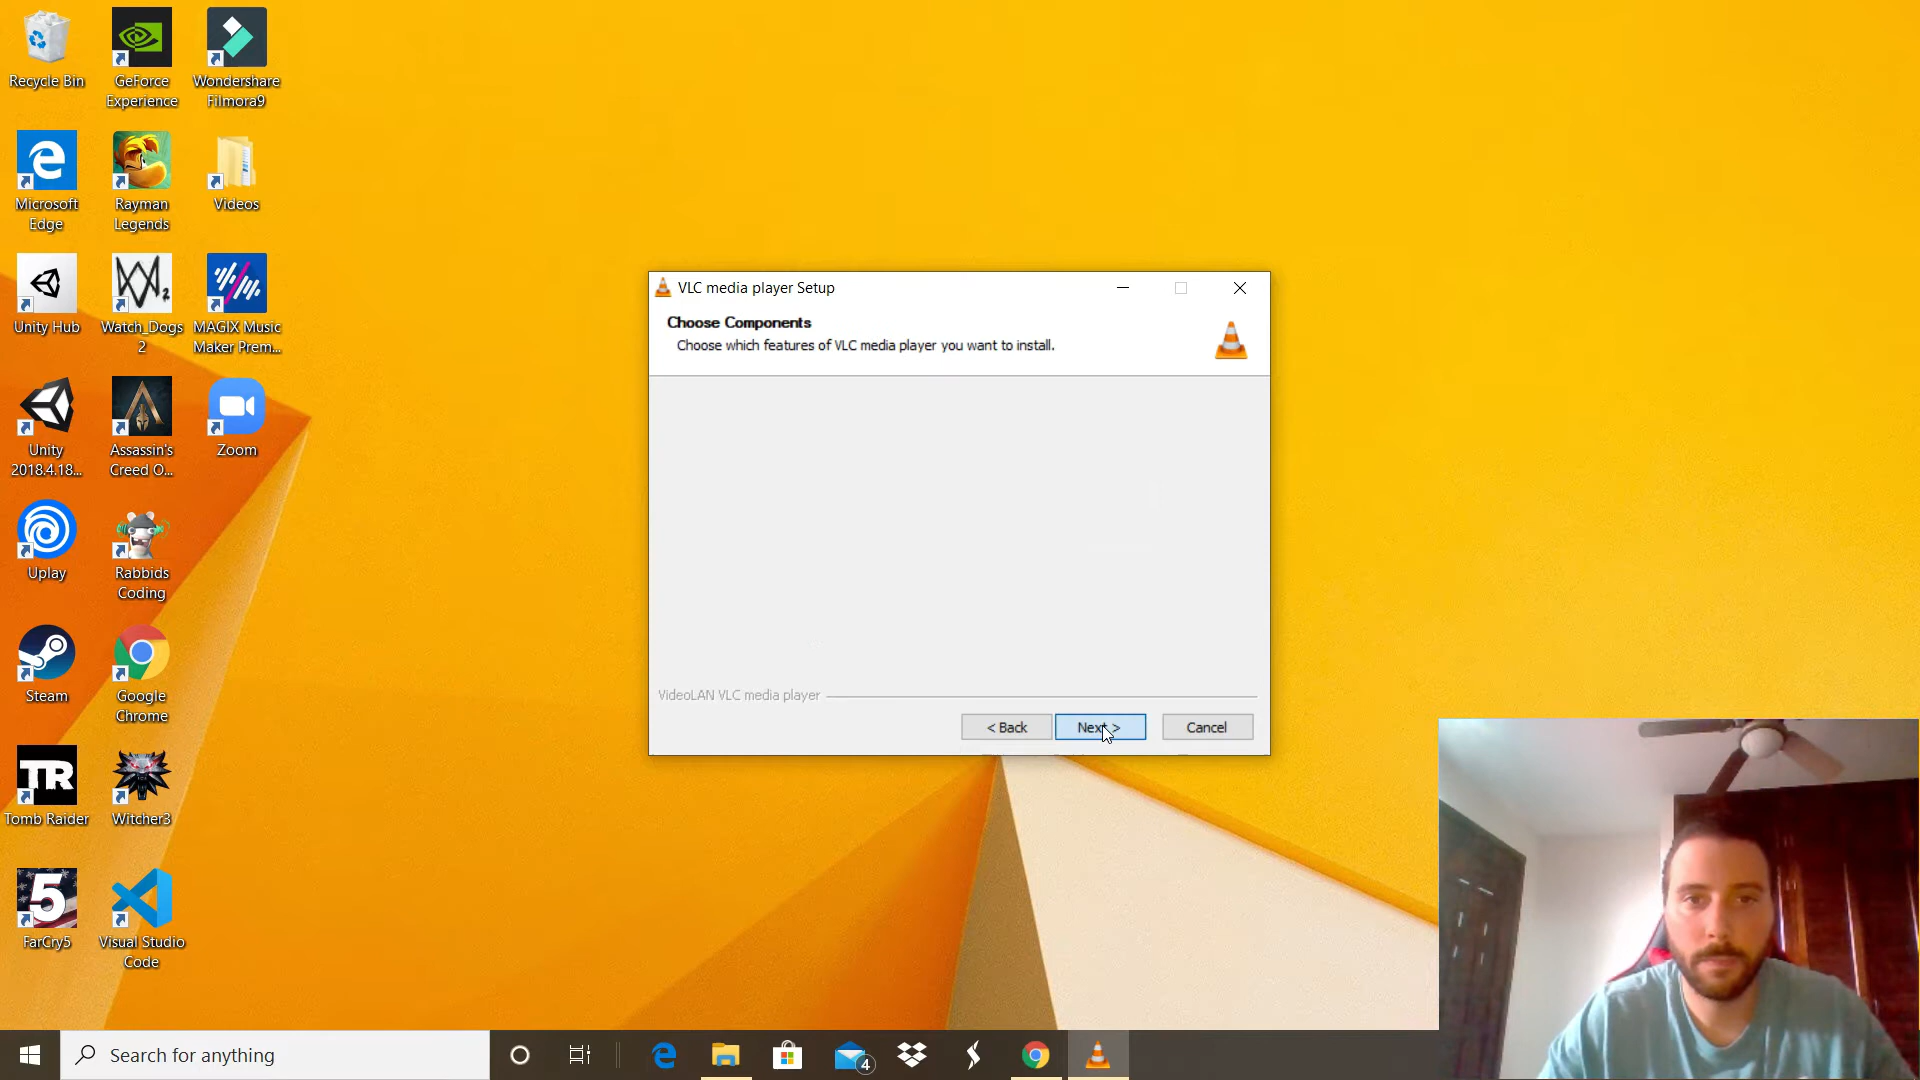 Recycle Bin
GeForce
Experience
Wondershare
Filmora9
Microsoft
Edge
Rayman
Legends
Videos
Unity Hub
Watch_Dogs
2
MAGIX Music
Maker Prem...
Unity
2018.4.18...
Assassin's
Creed O...
Zoom
Uplay
Rabbids
Coding
Steam
Google
Chrome
TR
Tomb Raider
Witcher3
5
FarCry5
Visual Studio
Code
VLC media player Setup
Choose Components
Choose which features of VLC media player you want to install.
VideoLAN VLC media player
< Back
Next >
Cancel
Search for anything
4